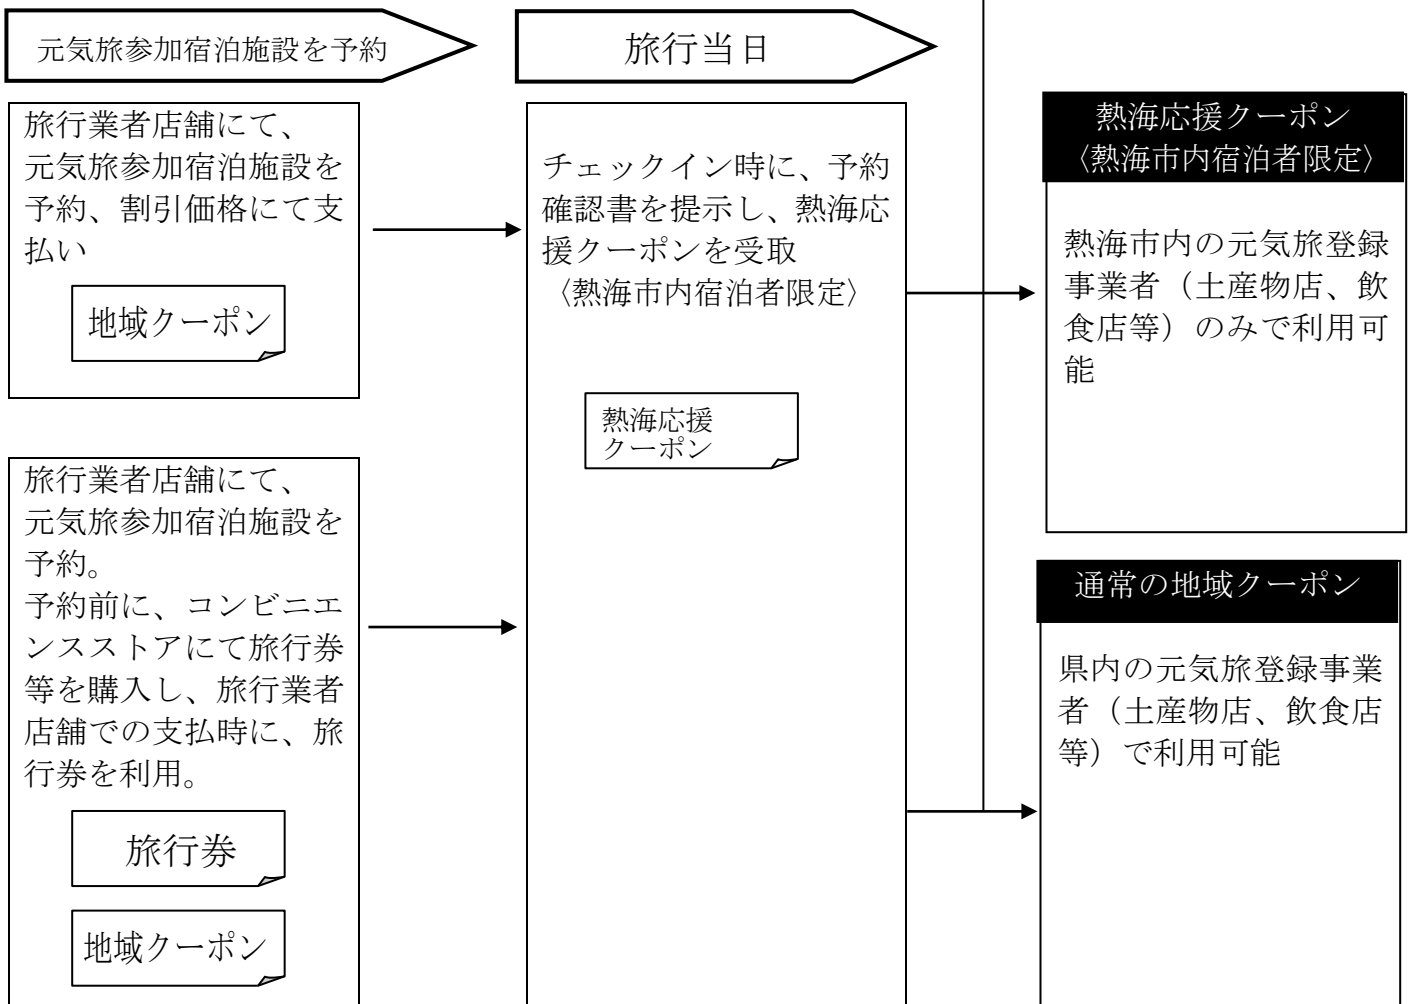 元気旅参加宿泊施設を予約
旅行当日
旅行業者店舗にて、
元気旅参加宿泊施設を
予約、割引価格にて支
払い
地域クーポン
旅行業者店舗にて、
元気旅参加宿泊施設を
予約。
予約前に、コンビニエ
ンスストアにて旅行券
等を購入し、旅行業者
店舗での支払時に、旅
行券を利用。
旅行券
地域クーポン
チェックイン時に、予約
確認書を提示し、熱海応
援クーポンを受取
〈熱海市内宿泊者限定〉
熱海応援
クーポン
熱海応援クーポン
〈熱海市内宿泊者限定〉
熱海市内の元気旅登録
事業者（土産物店、飲
食店等）のみで利用可
能
通常の地域クーポン
県内の元気旅登録事業
者（土産物店、飲食店
等）で利用可能